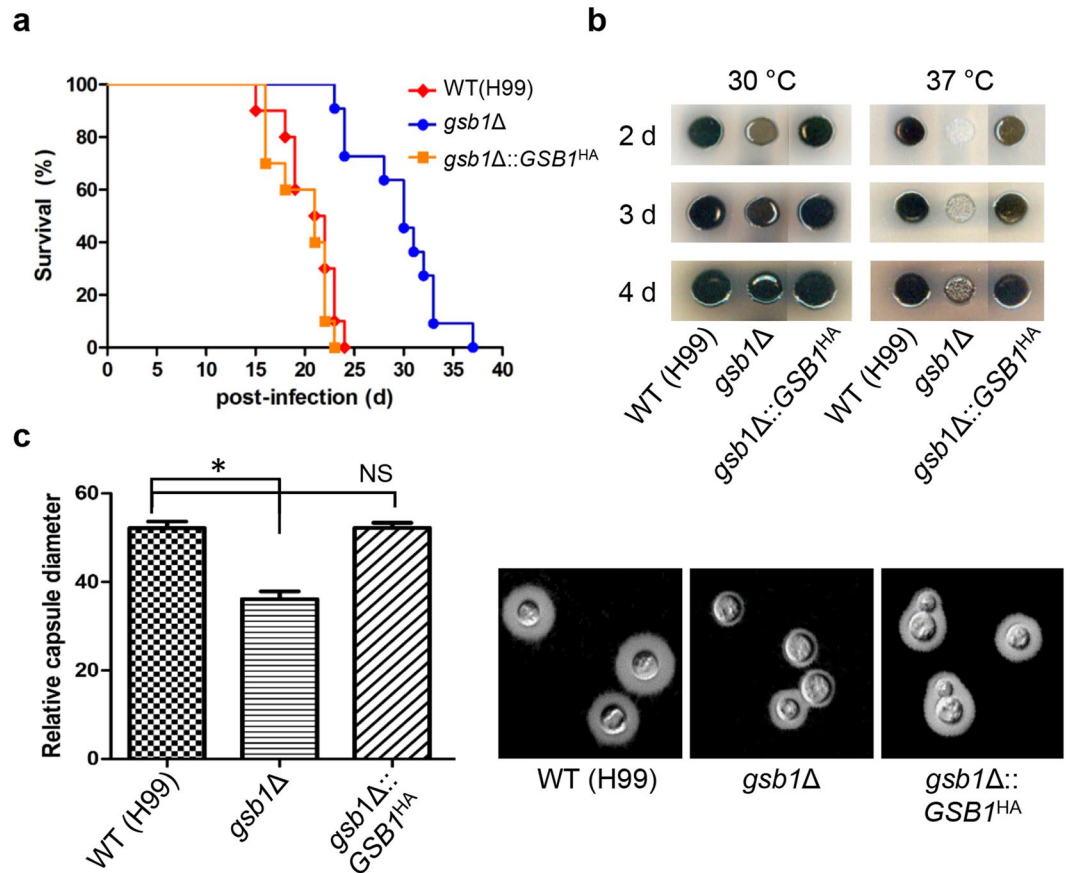 a
Survival (%)
100
80
60
40
20
0
0 5 10 15 20 25 30 35 40
post-infection (d)
WT(H99)
gsb1Δ
gsb1Δ::GSB1ᴴᴬ
b
30 °C 37 °C
2 d
3 d
4 d
WT (H99) gsb1Δ gsb1Δ::GSB1ᴴᴬ WT (H99) gsb1Δ gsb1Δ::GSB1ᴴᴬ
c
Relative capsule diameter
60
40
20
0
* NS
WT (H99) gsb1Δ gsb1Δ::
GSB1ᴴᴬ
WT (H99) gsb1Δ gsb1Δ::
GSB1ᴴᴬ